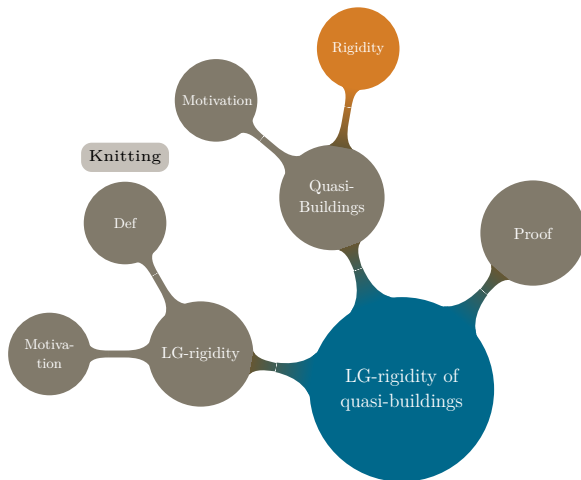 Rigidity
Motivation
Knitting
Quasi-
Buildings
Def
Proof
Motiva-
tion
LG-rigidity
LG-rigidity of
quasi-buildings